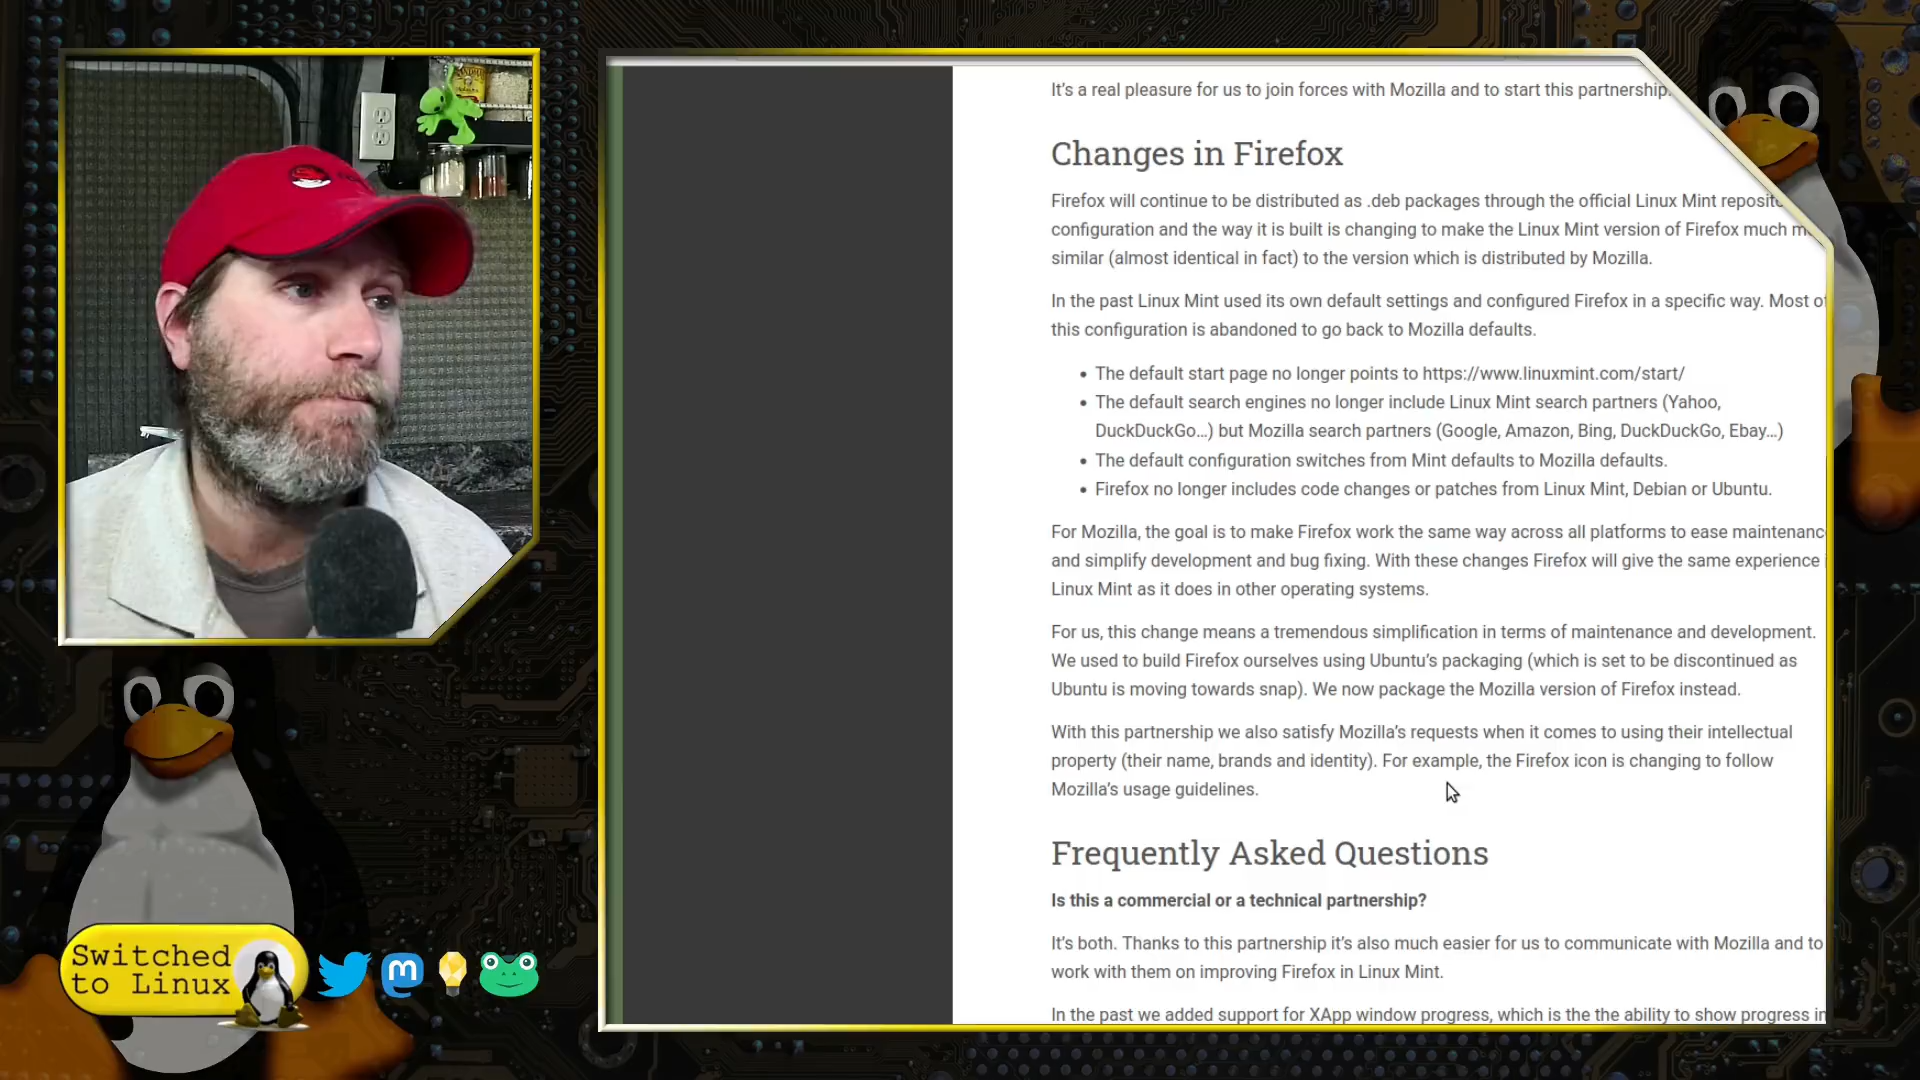 It's a real pleasure for us to join forces with Mozilla and to start this partnership.
Changes in Firefox
Firefox will continue to be distributed as .deb packages through the official Linux Mint
configuration and the way it is built is changing to make the Linux Mint version of Firefox much
similar (almost identical in fact) to the version which is distributed by Mozilla.
In the past Linux Mint used its own default settings and configured Firefox in a specific way. Most of
this configuration is abandoned to go back to Mozilla defaults.
• The default start page no longer points to https://www.linuxmint.com/start/
• The default search engines no longer include Linux Mint search partners (Yahoo,
DuckDuckGo…) but Mozilla search partners (Google, Amazon, Bing, DuckDuckGo, Ebay…)
• The default configuration switches from Mint defaults to Mozilla defaults.
• Firefox no longer includes code changes or patches from Linux Mint, Debian or Ubuntu.
For Mozilla, the goal is to make Firefox work the same way across all platforms to ease maintenanc
and simplify development and bug fixing. With these changes Firefox will give the same experience
Linux Mint as it does in other operating systems.
For us, this change means a tremendous simplification in terms of maintenance and development.
We used to build Firefox ourselves using Ubuntu's packaging (which is set to be discontinued as
Ubuntu is moving towards snap). We now package the Mozilla version of Firefox instead.
With this partnership we also satisfy Mozilla's requests when it comes to using their intellectual
property (their name, brands and identity). For example, the Firefox icon is changing to follow
Mozilla's usage guidelines.
Frequently Asked Questions
Is this a commercial or a technical partnership?
It's both. Thanks to this partnership it's also much easier for us to communicate with Mozilla and to
work with them on improving Firefox in Linux Mint.
In the past we added support for XApp window progress, which is the the ability to show progress in
Switched
to Linux